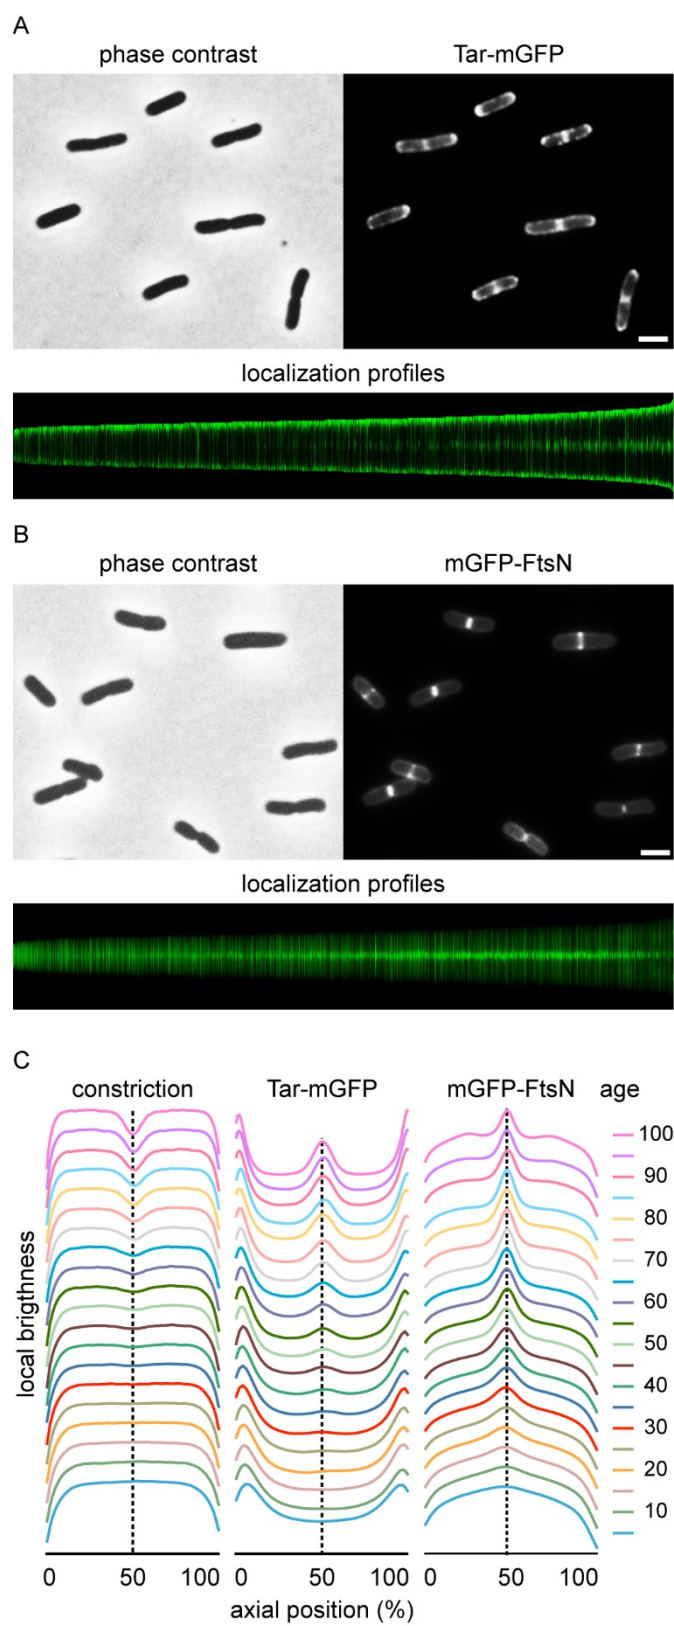 A
phase contrast Tar-mGFP
localization profiles
B
phase contrast mGFP-FtsN
localization profiles
C
constriction Tar-mGFP mGFP-FtsN age
100
90
80
70
60
50
40
30
20
10
local brigthness
0 50 100 0 50 100 0 50 100
axial position (%)